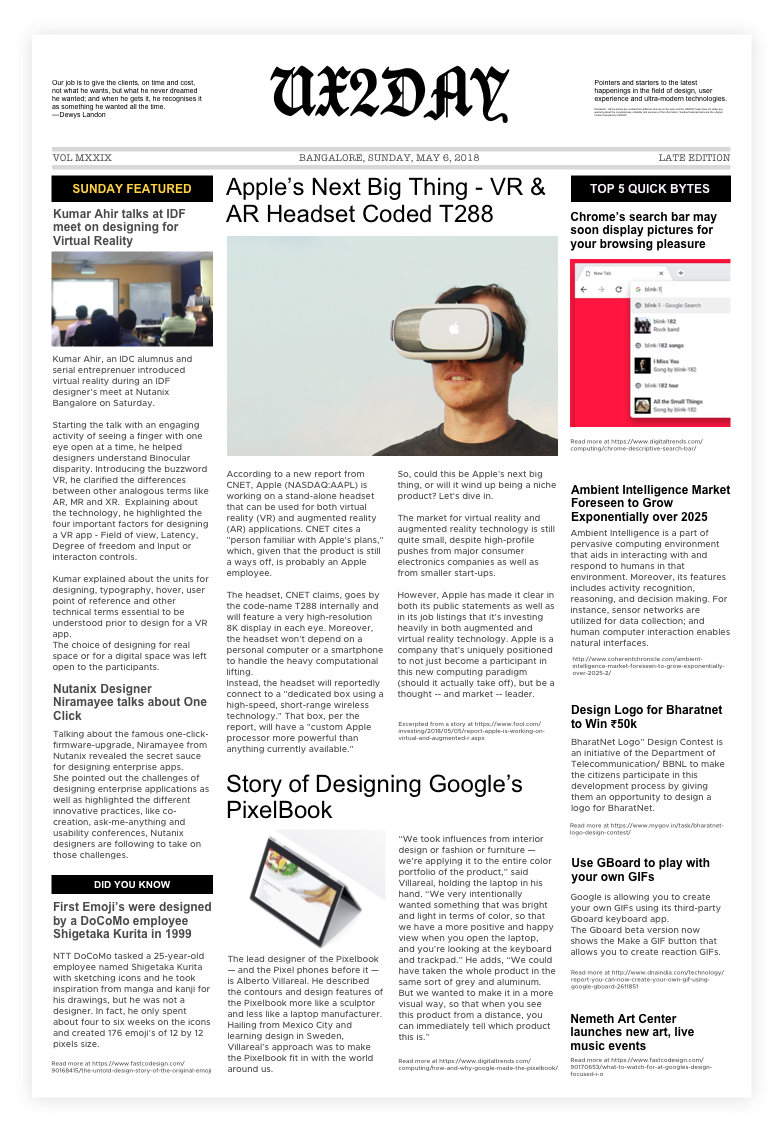 Our job is to give the clients, on time and cost,
not what he wants, but what he never dreamed
he wanted; and when he gets it, he recognises it
as something he wanted all the time.
—Dewys Landon
UX2DAY
Pointers and starters to the latest
happenings in the field of design, user
experience and ultra-modern technologies.
VOL MXXIX
BANGALORE, SUNDAY, MAY 6, 2018
LATE EDITION
SUNDAY FEATURED
Kumar Ahir talks at IDF
meet on designing for
Virtual Reality
Kumar Ahir, an IDC alumnus and
serial entreprenuer introduced
virtual reality during an IDF
designer's meet at Nutanix
Bangalore on Saturday.
Starting the talk with an engaging
activity of seeing a finger with one
eye open at a time, he helped
designers understand Binocular
disparity. Introducing the buzzword
VR, he clarified the differences
between other analogous terms like
AR, MR and XR.  Explaining about
the technology, he highlighted the
four important factors for designing
a VR app - Field of view, Latency,
Degree of freedom and Input or
interacton controls.
Kumar explained about the units for
designing, typography, hover, user
point of reference and other
technical terms essential to be
understood prior to design for a VR
app.
The choice of designing for real
space or for a digital space was left
open to the participants.
Nutanix Designer
Niramayee talks about One
Click
Talking about the famous one-click-
firmware-upgrade, Niramayee from
Nutanix revealed the secret sauce
for designing enterprise apps.
She pointed out the challenges of
designing enterprise applications as
well as highlighted the different
innovative practices, like co-
creation, ask-me-anything and
usability conferences, Nutanix
designers are following to take on
those challenges.
DID YOU KNOW
First Emoji's were designed
by a DoCoMo employee
Shigetaka Kurita in 1999
NTT DoCoMo tasked a 25-year-old
employee named Shigetaka Kurita
with sketching icons and he took
inspiration from manga and kanji for
his drawings, but he was not a
designer. In fact, he only spent
about four to six weeks on the icons
and created 176 emoji's of 12 by 12
pixels size.
Read more at https://www.fastcodesign.com/
90168415/the-untold-design-story-of-the-original-emoji
Apple's Next Big Thing - VR &
AR Headset Coded T288
According to a new report from
CNET, Apple (NASDAQ:AAPL) is
working on a stand-alone headset
that can be used for both virtual
reality (VR) and augmented reality
(AR) applications. CNET cites a
"person familiar with Apple's plans,"
which, given that the product is still
a ways off, is probably an Apple
employee.
The headset, CNET claims, goes by
the code-name T288 internally and
will feature a very high-resolution
8K display in each eye. Moreover,
the headset won't depend on a
personal computer or a smartphone
to handle the heavy computational
lifting.
Instead, the headset will reportedly
connect to a "dedicated box using a
high-speed, short-range wireless
technology." That box, per the
report, will have a "custom Apple
processor more powerful than
anything currently available."
So, could this be Apple's next big
thing, or will it wind up being a niche
product? Let's dive in.
The market for virtual reality and
augmented reality technology is still
quite small, despite high-profile
pushes from major consumer
electronics companies as well as
from smaller start-ups.
However, Apple has made it clear in
both its public statements as well as
in its job listings that it's investing
heavily in both augmented and
virtual reality technology. Apple is a
company that's uniquely positioned
to not just become a participant in
this new computing paradigm
(should it actually take off), but be a
thought -- and market -- leader.
Excerpted from a story at https://www.fool.com/
investing/2018/05/05/report-apple-is-working-on-
virtual-and-augmented-r.aspx
Story of Designing Google's
PixelBook
The lead designer of the Pixelbook
— and the Pixel phones before it —
is Alberto Villareal. He described
the contours and design features of
the Pixelbook more like a sculptor
and less like a laptop manufacturer.
Hailing from Mexico City and
learning design in Sweden,
Villareal's approach was to make
the Pixelbook fit in with the world
around us.
"We took influences from interior
design or fashion or furniture —
we're applying it to the entire color
portfolio of the product," said
Villareal, holding the laptop in his
hand. "We very intentionally
wanted something that was bright
and light in terms of color, so that
we have a more positive and happy
view when you open the laptop,
and you're looking at the keyboard
and trackpad." He adds, "We could
have taken the whole product in the
same sort of grey and aluminum.
But we wanted to make it in a more
visual way, so that when you see
this product from a distance, you
can immediately tell which product
this is."
Read more at https://www.digitaltrends.com/
computing/how-and-why-google-made-the-pixelbook/
TOP 5 QUICK BYTES
Chrome's search bar may
soon display pictures for
your browsing pleasure
New Tab
blink-1
blink-1 - Google Search
blink-182
Rock band
blink-182 songs
I Miss You
Song by blink-182
blink-182 tour
All the Small Things
Song by blink-182
Read more at https://www.digitaltrends.com/
computing/chrome-descriptive-search-bar/
Ambient Intelligence Market
Foreseen to Grow
Exponentially over 2025
Ambient Intelligence is a part of
pervasive computing environment
that aids in interacting with and
respond to humans in that
environment. Moreover, its features
includes activity recognition,
reasoning, and decision making. For
instance, sensor networks are
utilized for data collection; and
human computer interaction enables
natural interfaces.
http://www.coherentchronicle.com/ambient-
intelligence-market-foreseen-to-grow-exponentially-
over-2025-2/
Design Logo for Bharatnet
to Win ₹50k
BharatNet Logo" Design Contest is
an initiative of the Department of
Telecommunication/ BBNL to make
the citizens participate in this
development process by giving
them an opportunity to design a
logo for BharatNet.
Read more at https://www.mygov.in/task/bharatnet-
logo-design-contest/
Use GBoard to play with
your own GIFs
Google is allowing you to create
your own GIFs using its third-party
Gboard keyboard app.
The Gboard beta version now
shows the Make a GIF button that
allows you to create reaction GIFs.
Read more at http://www.dnaindia.com/technology/
report-you-can-now-create-your-own-gif-using-
google-gboard-2611851
Nemeth Art Center
launches new art, live
music events
Read more at https://www.fastcodesign.com/
90170653/what-to-watch-for-at-googles-design-
focused-i-o